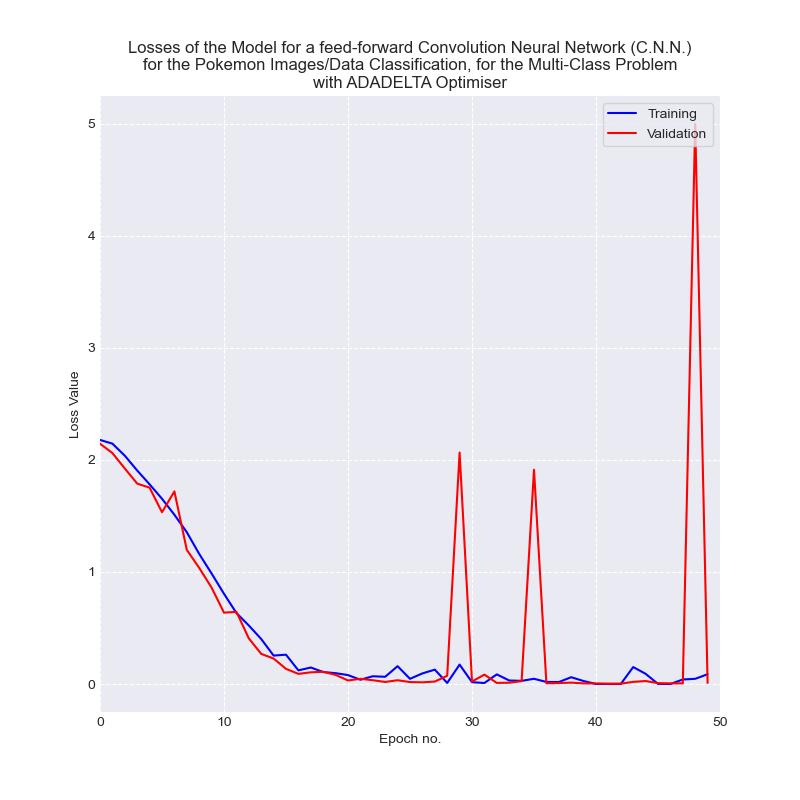 Losses of the Model for a feed-forward Convolution Neural Network (C.N.N.)
for the Pokemon Images/Data Classification, for the Multi-Class Problem
with ADADELTA Optimiser
Training
Validation
5
4
3
2
1
0
Loss Value
0 10 20 30 40 50
Epoch no.